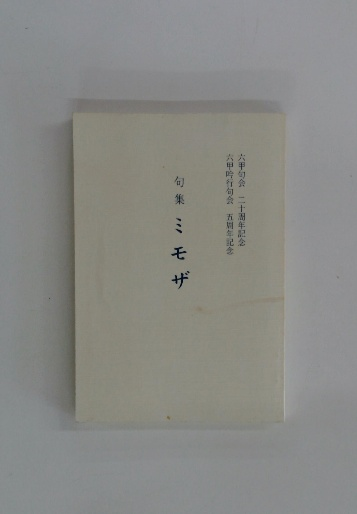 六甲句会 二十周年記念
六甲吟行句会 五周年記念
句集 ミモザ